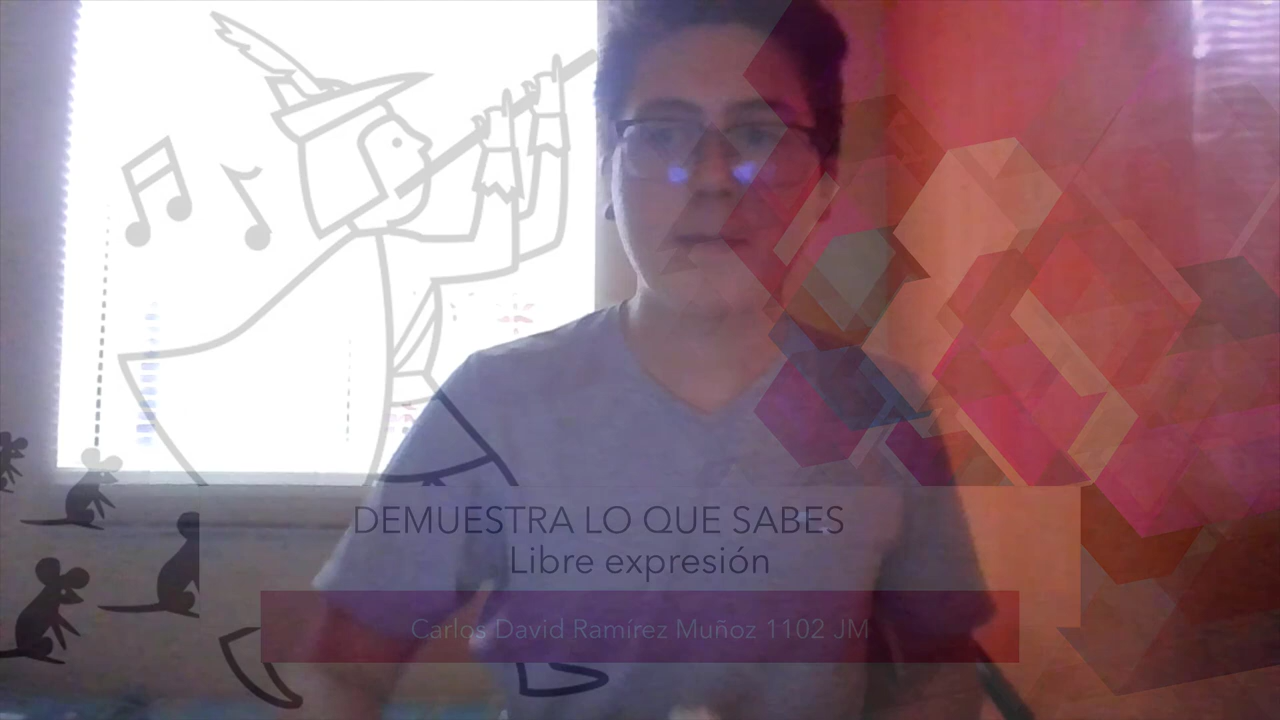 DEMUESTRA LO QUE SABES
Libre expresión
Carlos David Ramírez Muñoz 1102 JM